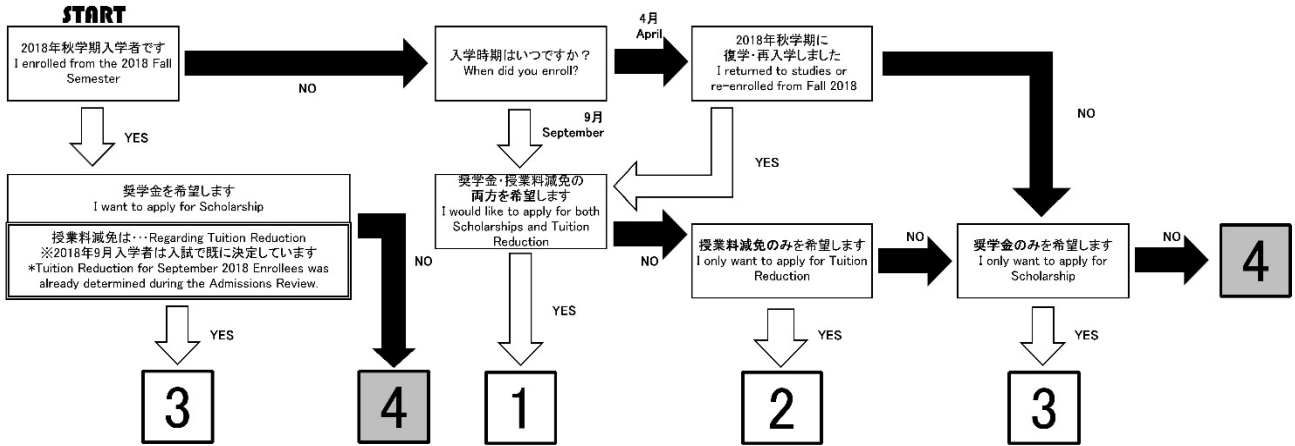 START
2018年秋学期入学者です
I enrolled from the 2018 Fall
Semester
NO
入学時期はいつですか？
When did you enroll?
4月
April
2018年秋学期に
復学・再入学しました
I returned to studies or
re-enrolled from Fall 2018
NO
YES
9月
September
YES
奨学金を希望します
I want to apply for Scholarship
授業料減免は・・・Regarding Tuition Reduction
※2018年9月入学者は入試で既に決定しています
*Tuition Reduction for September 2018 Enrollees was
already determined during the Admissions Review.
NO
奨学金・授業料減免の
両方を希望します
I would like to apply for both
Scholarships and Tuition
Reduction
NO
授業料減免のみを希望します
I only want to apply for Tuition
Reduction
NO
奨学金のみを希望します
I only want to apply for
Scholarship
NO
4
YES
YES
YES
YES
3
4
1
2
3